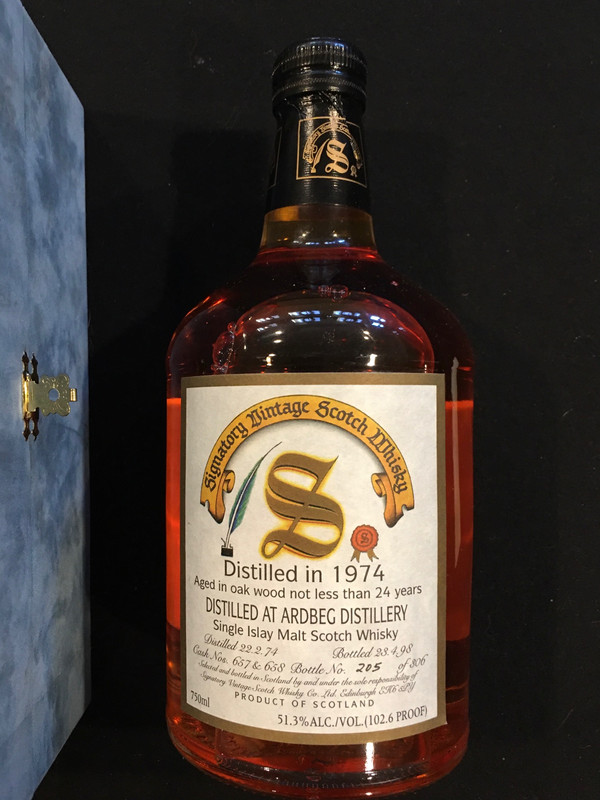 S
Signatory Vintage Scotch Whisky
S
S
Distilled in 1974
Aged in oak wood not less than 24 years
DISTILLED AT ARDBEG DISTILLERY
Single Islay Malt Scotch Whisky
Distilled 22.2.74 Bottled 23.4.98
Cask Nos. 657 & 658 Bottle No. 205 of 806
Selected and bottled in Scotland by and under the sole responsibility of
Signatory Vintage Scotch Whisky Co. Ltd. Edinburgh EH6
750ml
PRODUCT OF SCOTLAND
51.3%ALC./VOL.(102.6 PROOF)